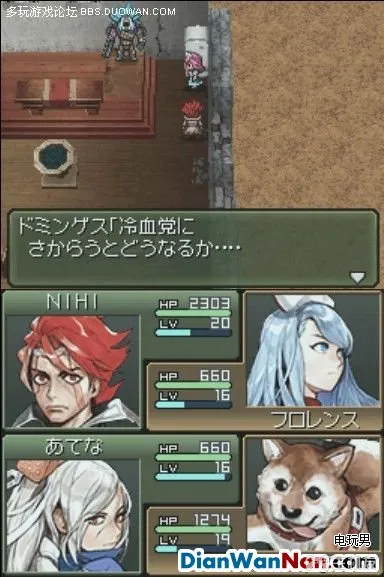 多玩游戏论坛 BBS.DUOWAN.COM
ドミンゲス「冷血党に
さからうとどうなるか‥‥
NIHI
HP 2303
LV 20
HP 660
LV 16
フロレンス
あてな
HP 660
LV 16
HP 1274
LV 19
电玩男
DianWanNan.com